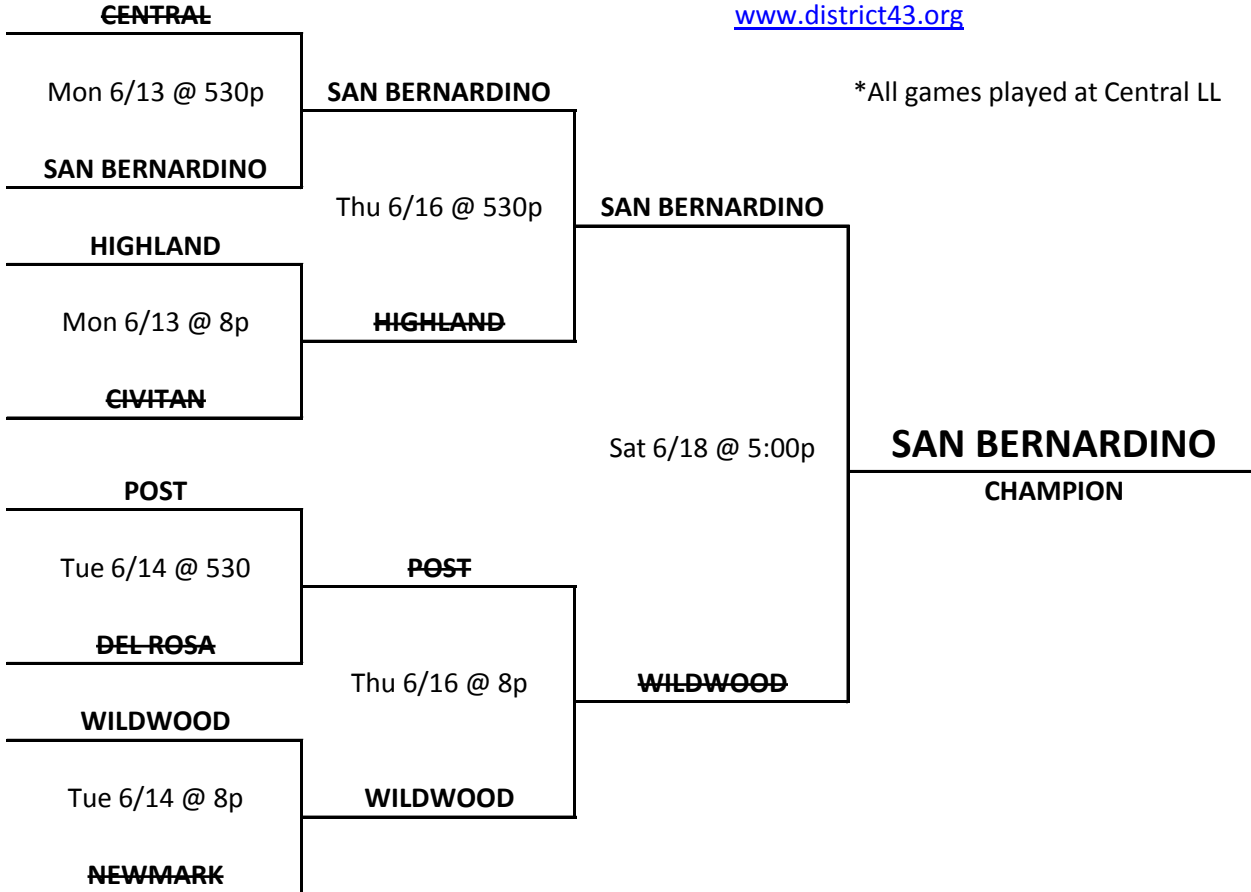 CENTRAL
www.district43.org
Mon 6/13 @ 530p
SAN BERNARDINO
*All games played at Central LL
SAN BERNARDINO
Thu 6/16 @ 530p
SAN BERNARDINO
HIGHLAND
Mon 6/13 @ 8p
HIGHLAND
CIVITAN
Sat 6/18 @ 5:00p
SAN BERNARDINO
CHAMPION
POST
Tue 6/14 @ 530
POST
DEL ROSA
Thu 6/16 @ 8p
WILDWOOD
WILDWOOD
Tue 6/14 @ 8p
WILDWOOD
NEWMARK